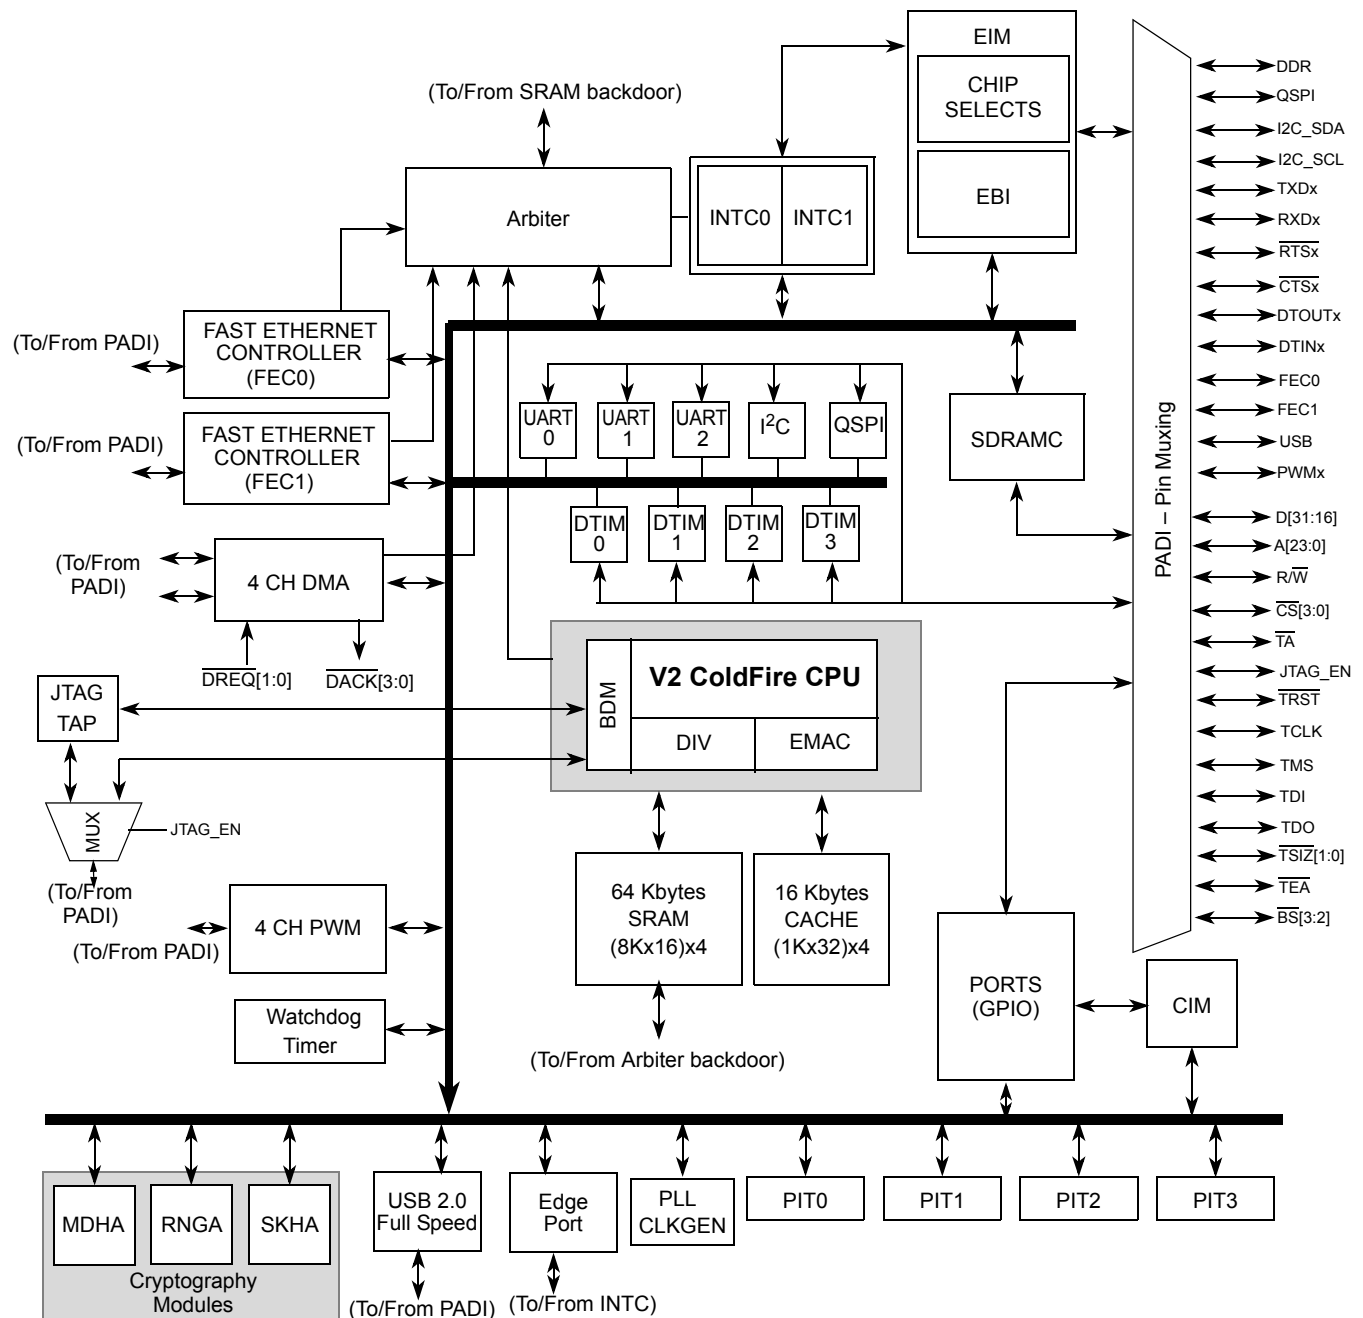 EIM
CHIP
SELECTS
EBI
(To/From SRAM backdoor)
Arbiter
INTC0
INTC1
FAST ETHERNET
CONTROLLER
(FEC0)
(To/From PADI)
FAST ETHERNET
CONTROLLER
(FEC1)
(To/From PADI)
UART
0
UART
1
UART
2
I²C
QSPI
DTIM
0
DTIM
1
DTIM
2
DTIM
3
SDRAMC
4 CH DMA
(To/From
PADI)
DREQ[1:0]
DACK[3:0]
JTAG
TAP
MUX
JTAG_EN
(To/From
PADI)
BDM
V2 ColdFire CPU
DIV
EMAC
64 Kbytes
SRAM
(8Kx16)x4
16 Kbytes
CACHE
(1Kx32)x4
(To/From Arbiter backdoor)
4 CH PWM
(To/From PADI)
Watchdog
Timer
PORTS
(GPIO)
CIM
PADI – Pin Muxing
DDR
QSPI
I2C_SDA
I2C_SCL
TXDx
RXDx
RTSx
CTSx
DTOUTx
DTINx
FEC0
FEC1
USB
PWMx
D[31:16]
A[23:0]
R/W
CS[3:0]
TA
JTAG_EN
TRST
TCLK
TMS
TDI
TDO
TSIZ[1:0]
TEA
BS[3:2]
MDHA
RNGA
SKHA
Cryptography
Modules
USB 2.0
Full Speed
(To/From PADI)
Edge
Port
(To/From INTC)
PLL
CLKGEN
PIT0
PIT1
PIT2
PIT3